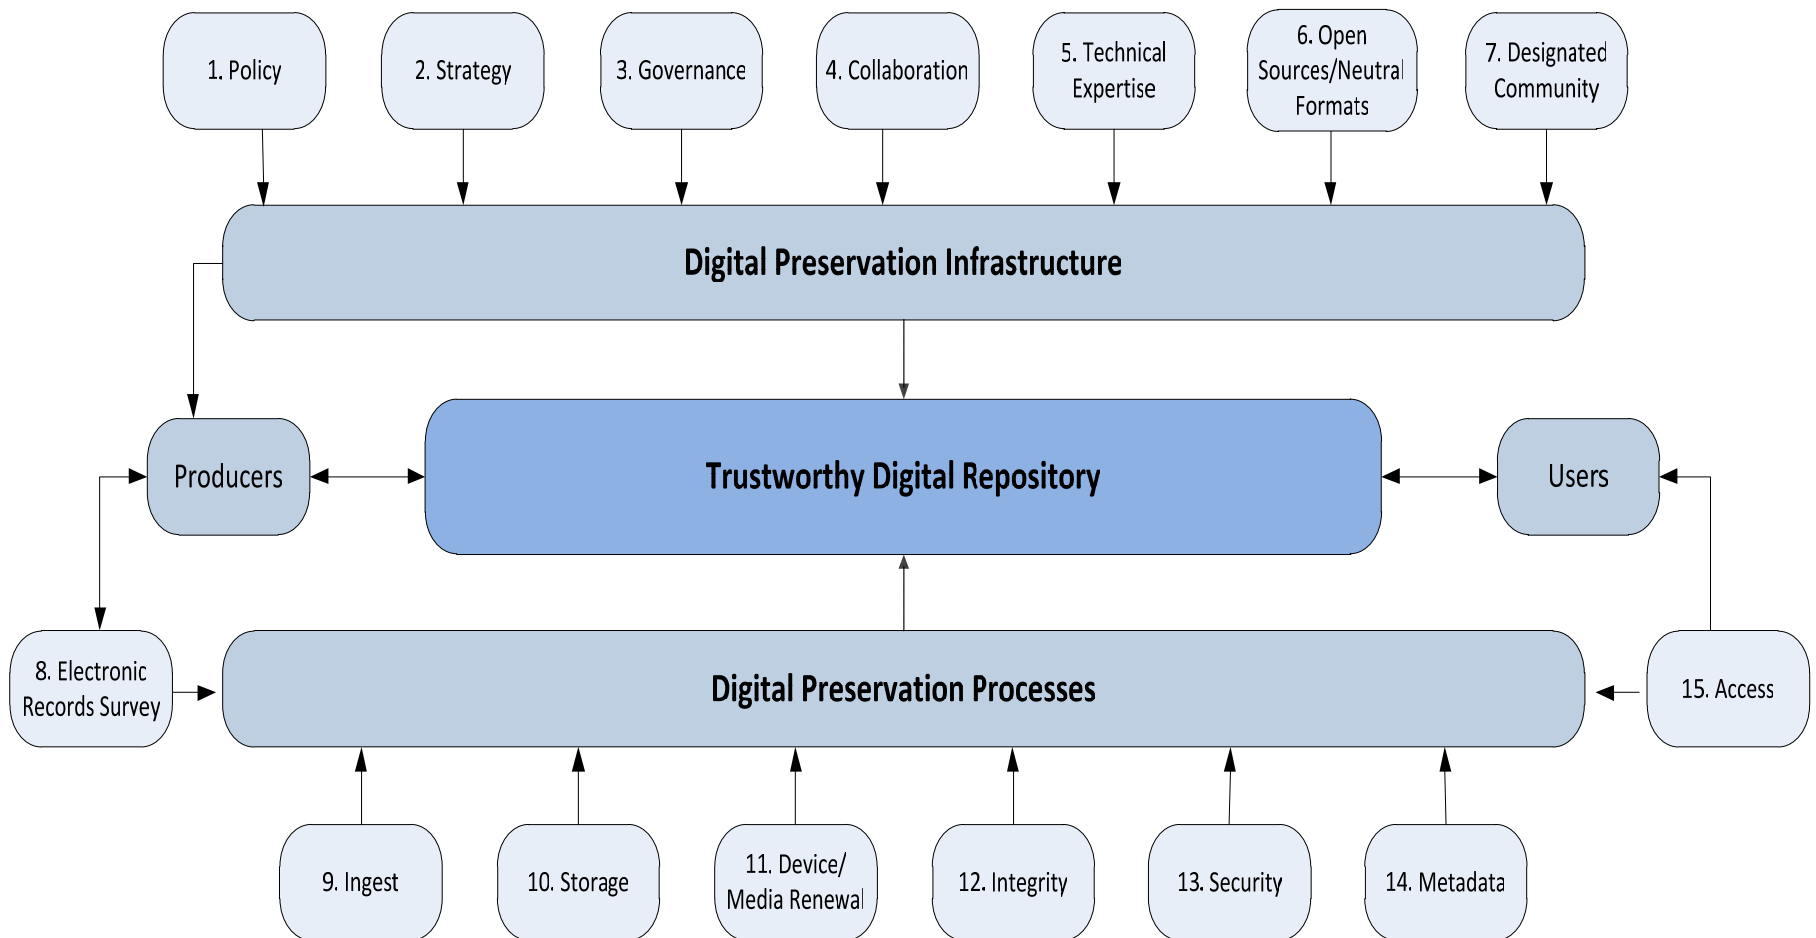 1. Policy
2. Strategy
3. Governance
4. Collaboration
5. Technical
Expertise
6. Open
Sources/Neutral
Formats
7. Designated
Community
Digital Preservation Infrastructure
Producers
Trustworthy Digital Repository
Users
8. Electronic
Records Survey
Digital Preservation Processes
15. Access
9. Ingest
10. Storage
11. Device/
Media Renewal
12. Integrity
13. Security
14. Metadata